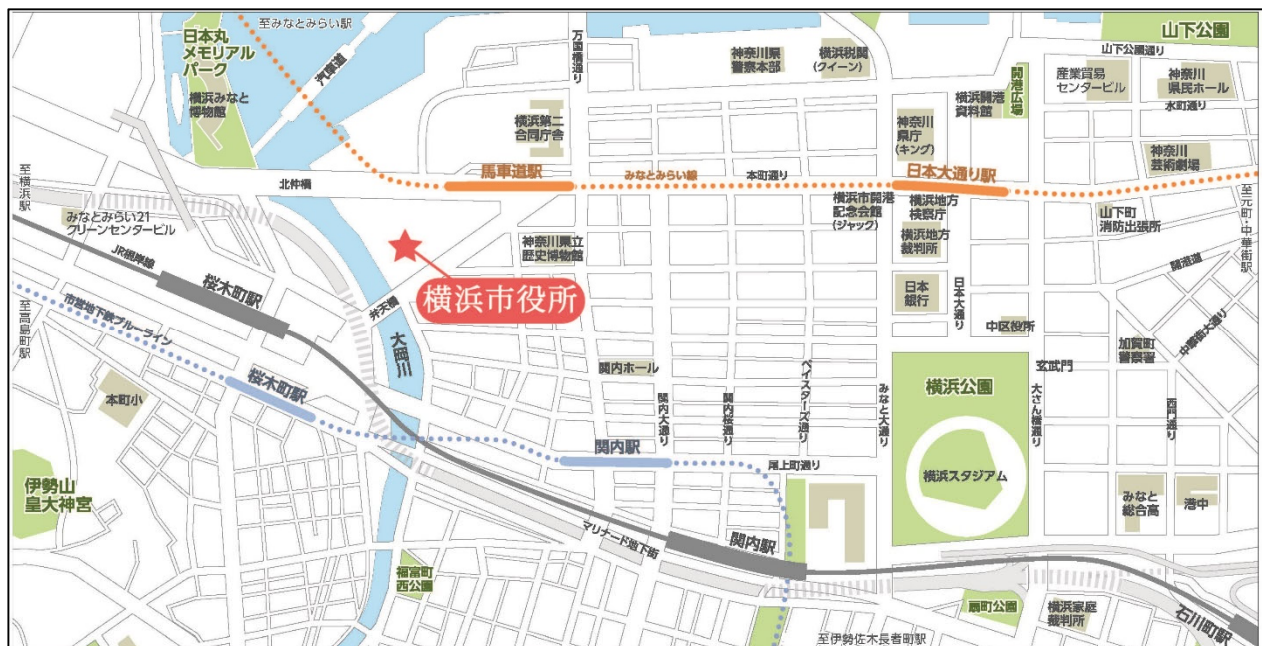 至みなとみらい駅
日本丸
メモリアル
パーク
汽車道
横浜みなと
博物館
万国橋通り
神奈川県
警察本部
横浜税関
(クイーン)
山下公園
山下公園通り
開港広場
産業貿易
センタービル
神奈川
県民ホール
水町通り
横浜第二
合同庁舎
神奈川
県庁
(キング)
横浜開港
資料館
神奈川
芸術劇場
北仲橋
馬車道駅
みなとみらい線
本町通り
日本大通り駅
至横浜駅
みなとみらい21
クリーンセンタービル
JR根岸線
桜木町駅
神奈川県立
歴史博物館
横浜市開港
記念会館
(ジャック)
横浜地方
検察庁
横浜地方
裁判所
山下町
消防出張所
至元町・中華街駅
開港道
横浜市役所
弁天橋
大岡川
日本
銀行
日本大通り
中区役所
加賀町
警察署
中華街大通り
至高島町駅
市営地下鉄ブルーライン
桜木町駅
本町小
関内ホール
関内大通り
関内桜通り
ベイスターズ通り
みなと大通り
横浜公園
玄武門
大さん橋通り
西門通り
関内駅
尾上町通り
横浜スタジアム
伊勢山
皇大神宮
みなと
総合高
港中
マリナード地下街
関内駅
福富町
西公園
扇町公園
横浜家庭
裁判所
石川町駅
至伊勢佐木長者町駅